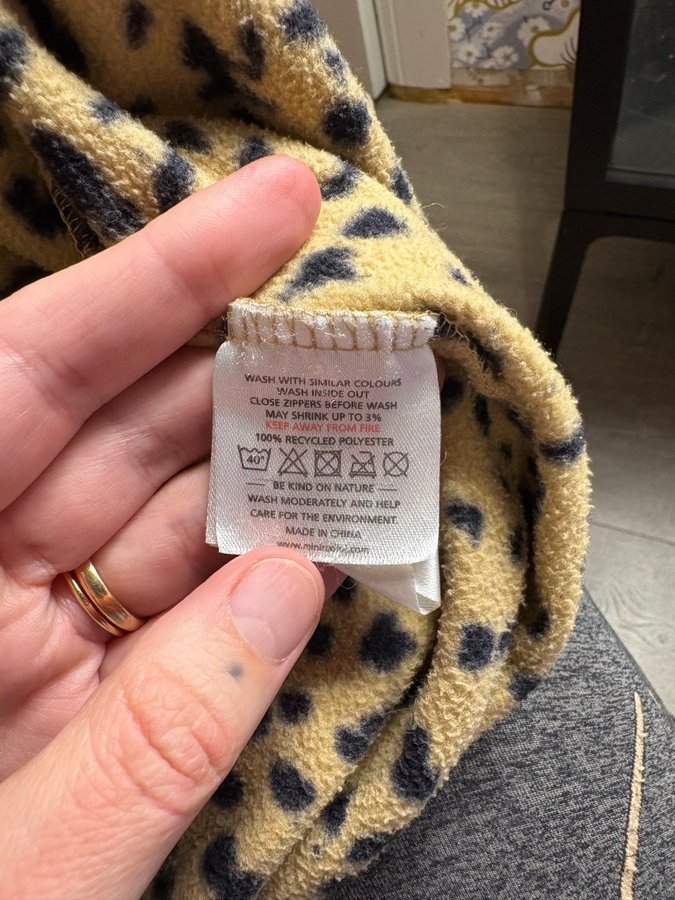 WASH WITH SIMILAR COLOURS
WASH INSIDE OUT
CLOSE ZIPPERS BEFORE WASH
MAY SHRINK UP TO 3%
KEEP AWAY FROM FIRE
100% RECYCLED POLYESTER
40°
BE KIND ON NATURE
WASH MODERATELY AND HELP
CARE FOR THE ENVIRONMENT.
MADE IN CHINA